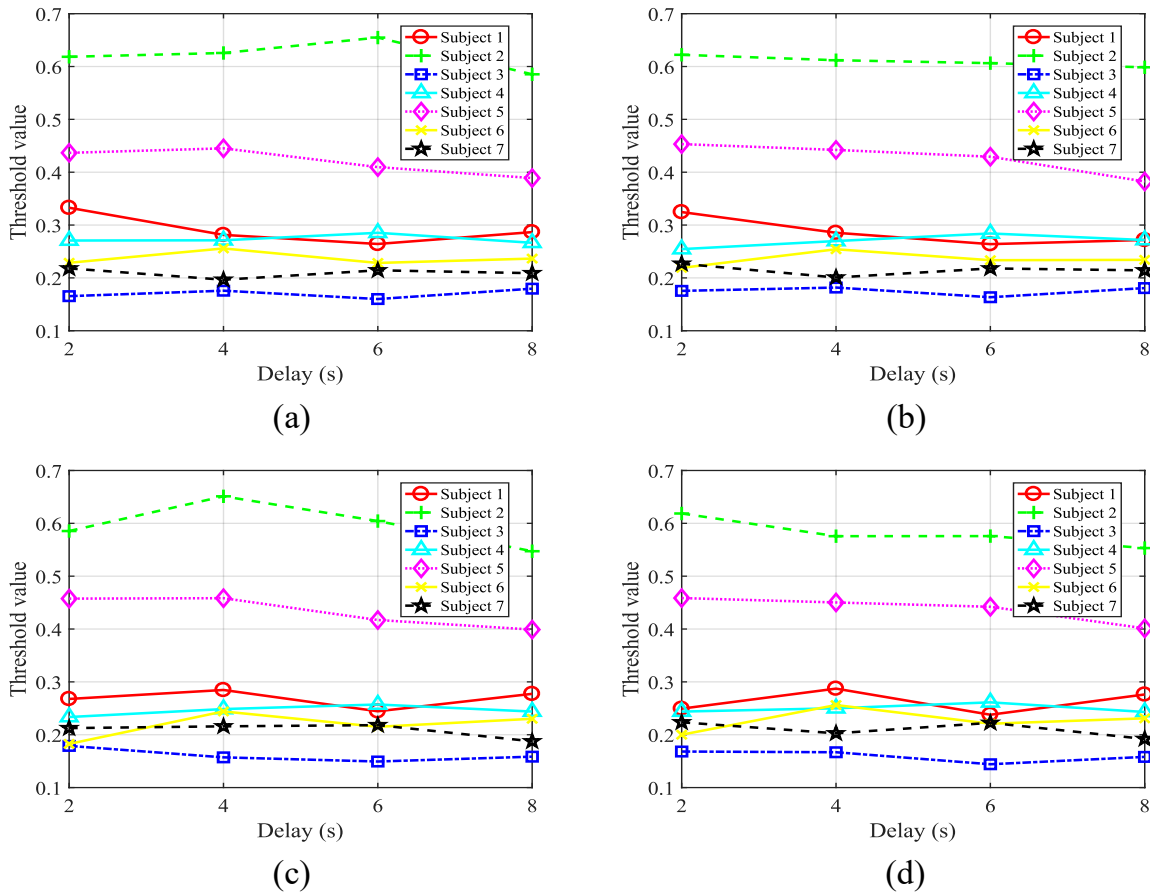 0.7
0.6
0.5
0.4
0.3
0.2
0.1
Threshold value
Subject 1
Subject 2
Subject 3
Subject 4
Subject 5
Subject 6
Subject 7
2 4 6 8
Delay (s)
(a)
0.7
0.6
0.5
0.4
0.3
0.2
0.1
Threshold value
Subject 1
Subject 2
Subject 3
Subject 4
Subject 5
Subject 6
Subject 7
2 4 6 8
Delay (s)
(b)
0.7
0.6
0.5
0.4
0.3
0.2
0.1
Threshold value
Subject 1
Subject 2
Subject 3
Subject 4
Subject 5
Subject 6
Subject 7
2 4 6 8
Delay (s)
(c)
0.7
0.6
0.5
0.4
0.3
0.2
0.1
Threshold value
Subject 1
Subject 2
Subject 3
Subject 4
Subject 5
Subject 6
Subject 7
2 4 6 8
Delay (s)
(d)